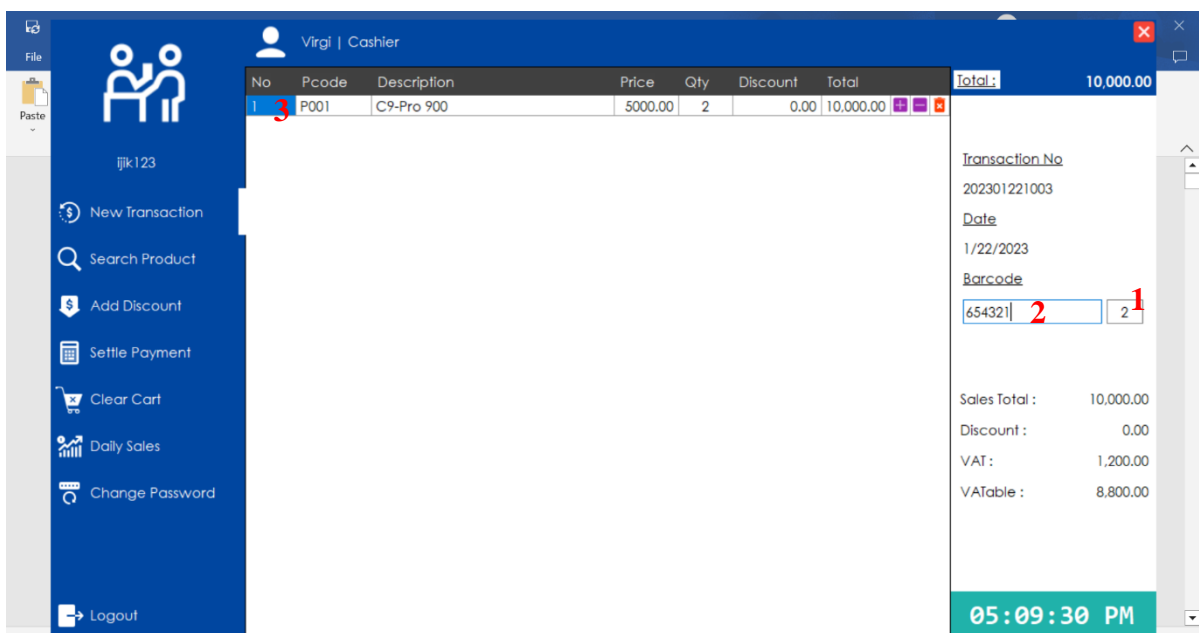 File
Paste
ijik123
New Transaction
Search Product
Add Discount
Settle Payment
Clear Cart
Daily Sales
Change Password
Logout
Virgi | Cashier
No Pcode Description Price Qty Discount Total
1 3 P001 C9-Pro 900 5000.00 2 0.00 10,000.00
Total : 10,000.00
Transaction No
202301221003
Date
1/22/2023
Barcode
1
654321 2 2
Sales Total : 10,000.00
Discount : 0.00
VAT : 1,200.00
VATable : 8,800.00
05:09:30 PM